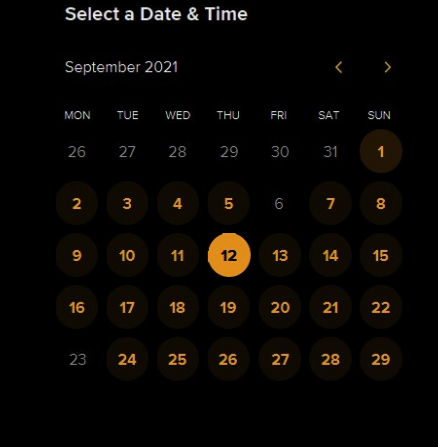 Select a Date & Time
September 2021
MON TUE WED THU FRI SAT SUN
26 27 28 29 30 31 1
2 3 4 5 6 7 8
9 10 11 12 13 14 15
16 17 18 19 20 21 22
23 24 25 26 27 28 29